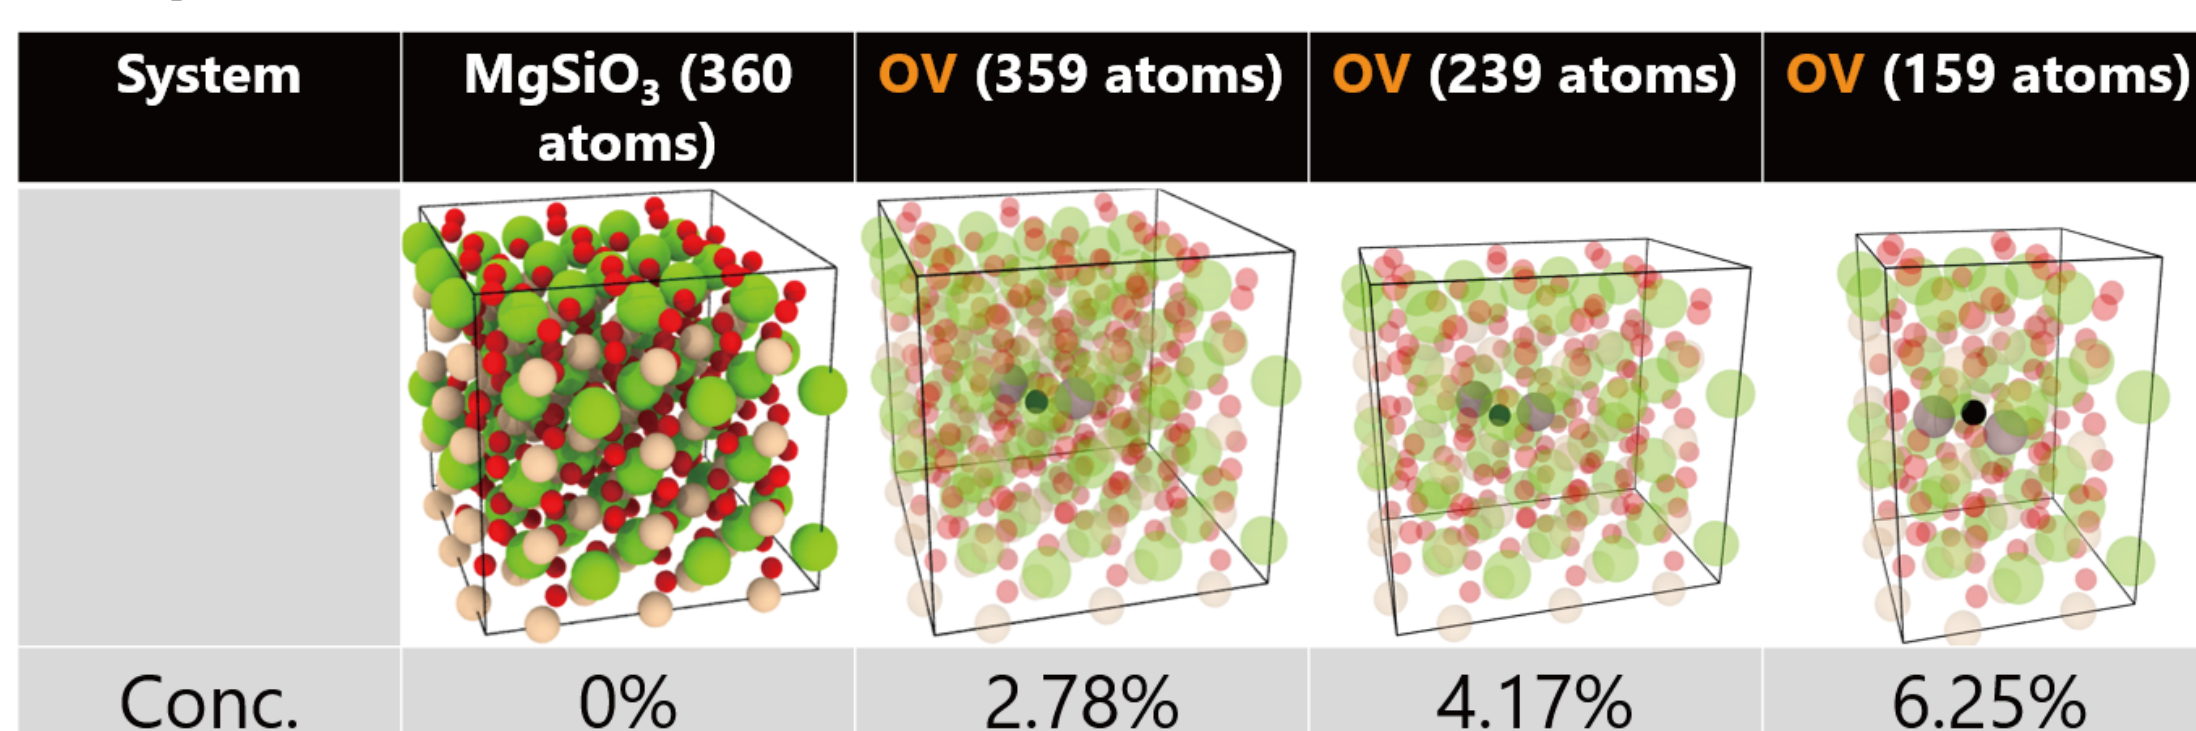 System
MgSiO₃ (360
atoms)
OV (359 atoms)
OV (239 atoms)
OV (159 atoms)
Conc.
0%
2.78%
4.17%
6.25%